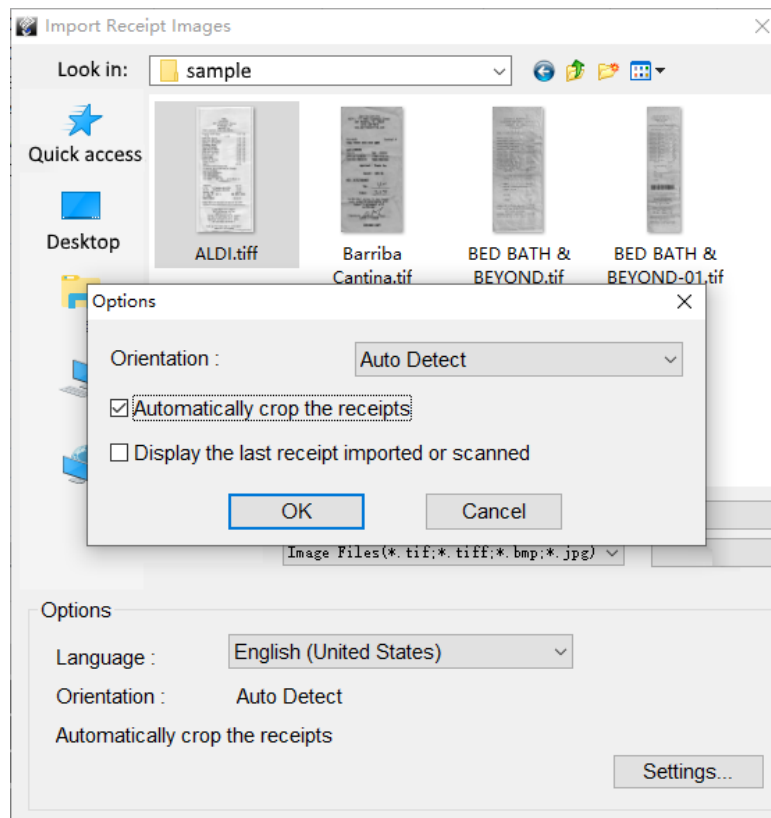 Import Receipt Images
Look in:
sample
Quick access
Desktop
ALDI.tiff
Barriba
Cantina.tif
BED BATH &
BEYOND.tif
BED BATH &
BEYOND-01.tif
Options
Orientation :
Auto Detect
Automatically crop the receipts
Display the last receipt imported or scanned
OK
Cancel
Image Files(*.tif;*.tiff;*.bmp;*.jpg)
Options
Language :
English (United States)
Orientation :
Auto Detect
Automatically crop the receipts
Settings...